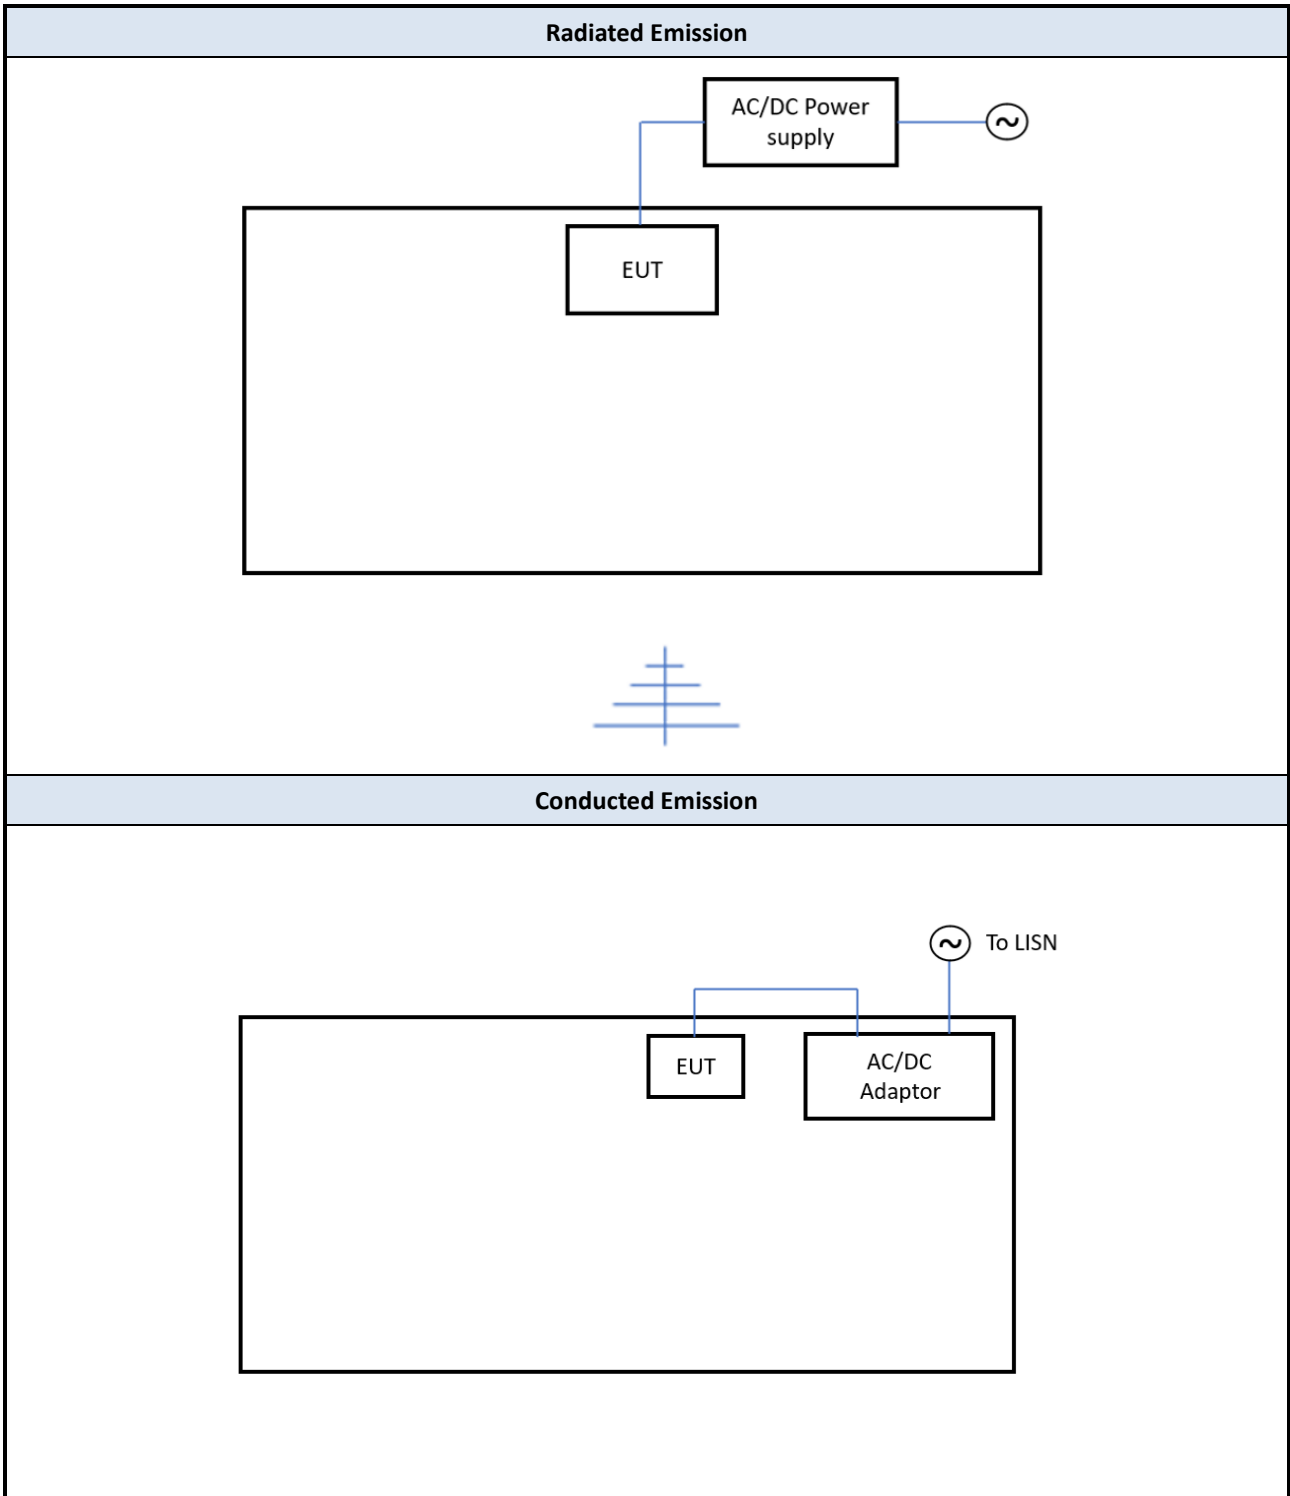 Radiated Emission
AC/DC Power
supply
EUT
Conducted Emission
To LISN
EUT
AC/DC
Adaptor